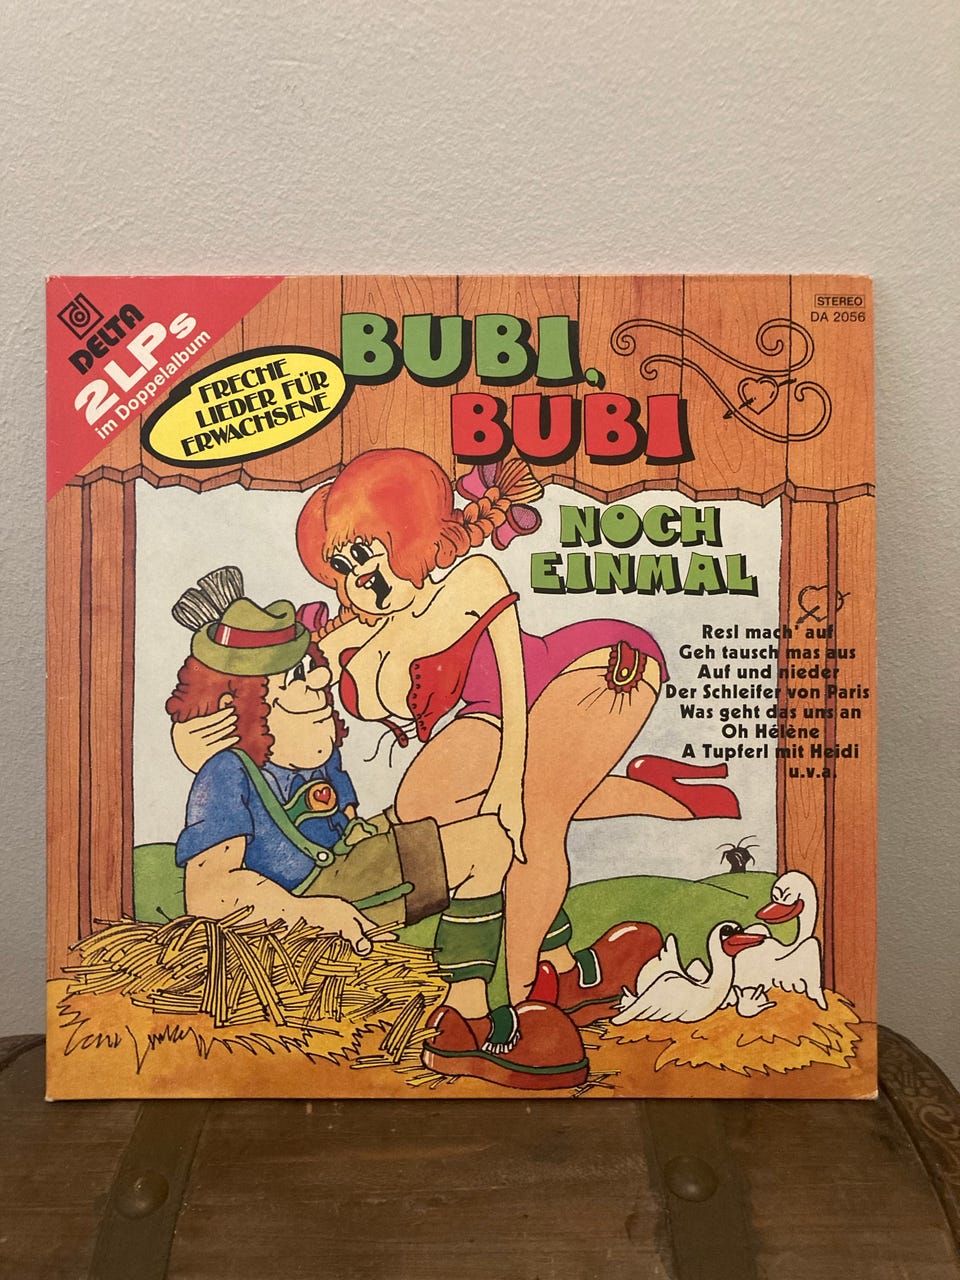 DELTA
2LPs
im Doppelalbum
FRECHE
LIEDER FÜR
ERWACHSENE
BUBI,
BUBI
NOCH
EINMAL
STEREO
DA 2056
Resl mach' auf
Geh tausch mas aus
Auf und nieder
Der Schleifer von Paris
Was geht das uns an
Oh Hélène
A Tupferl mit Heidi
u.v.a.